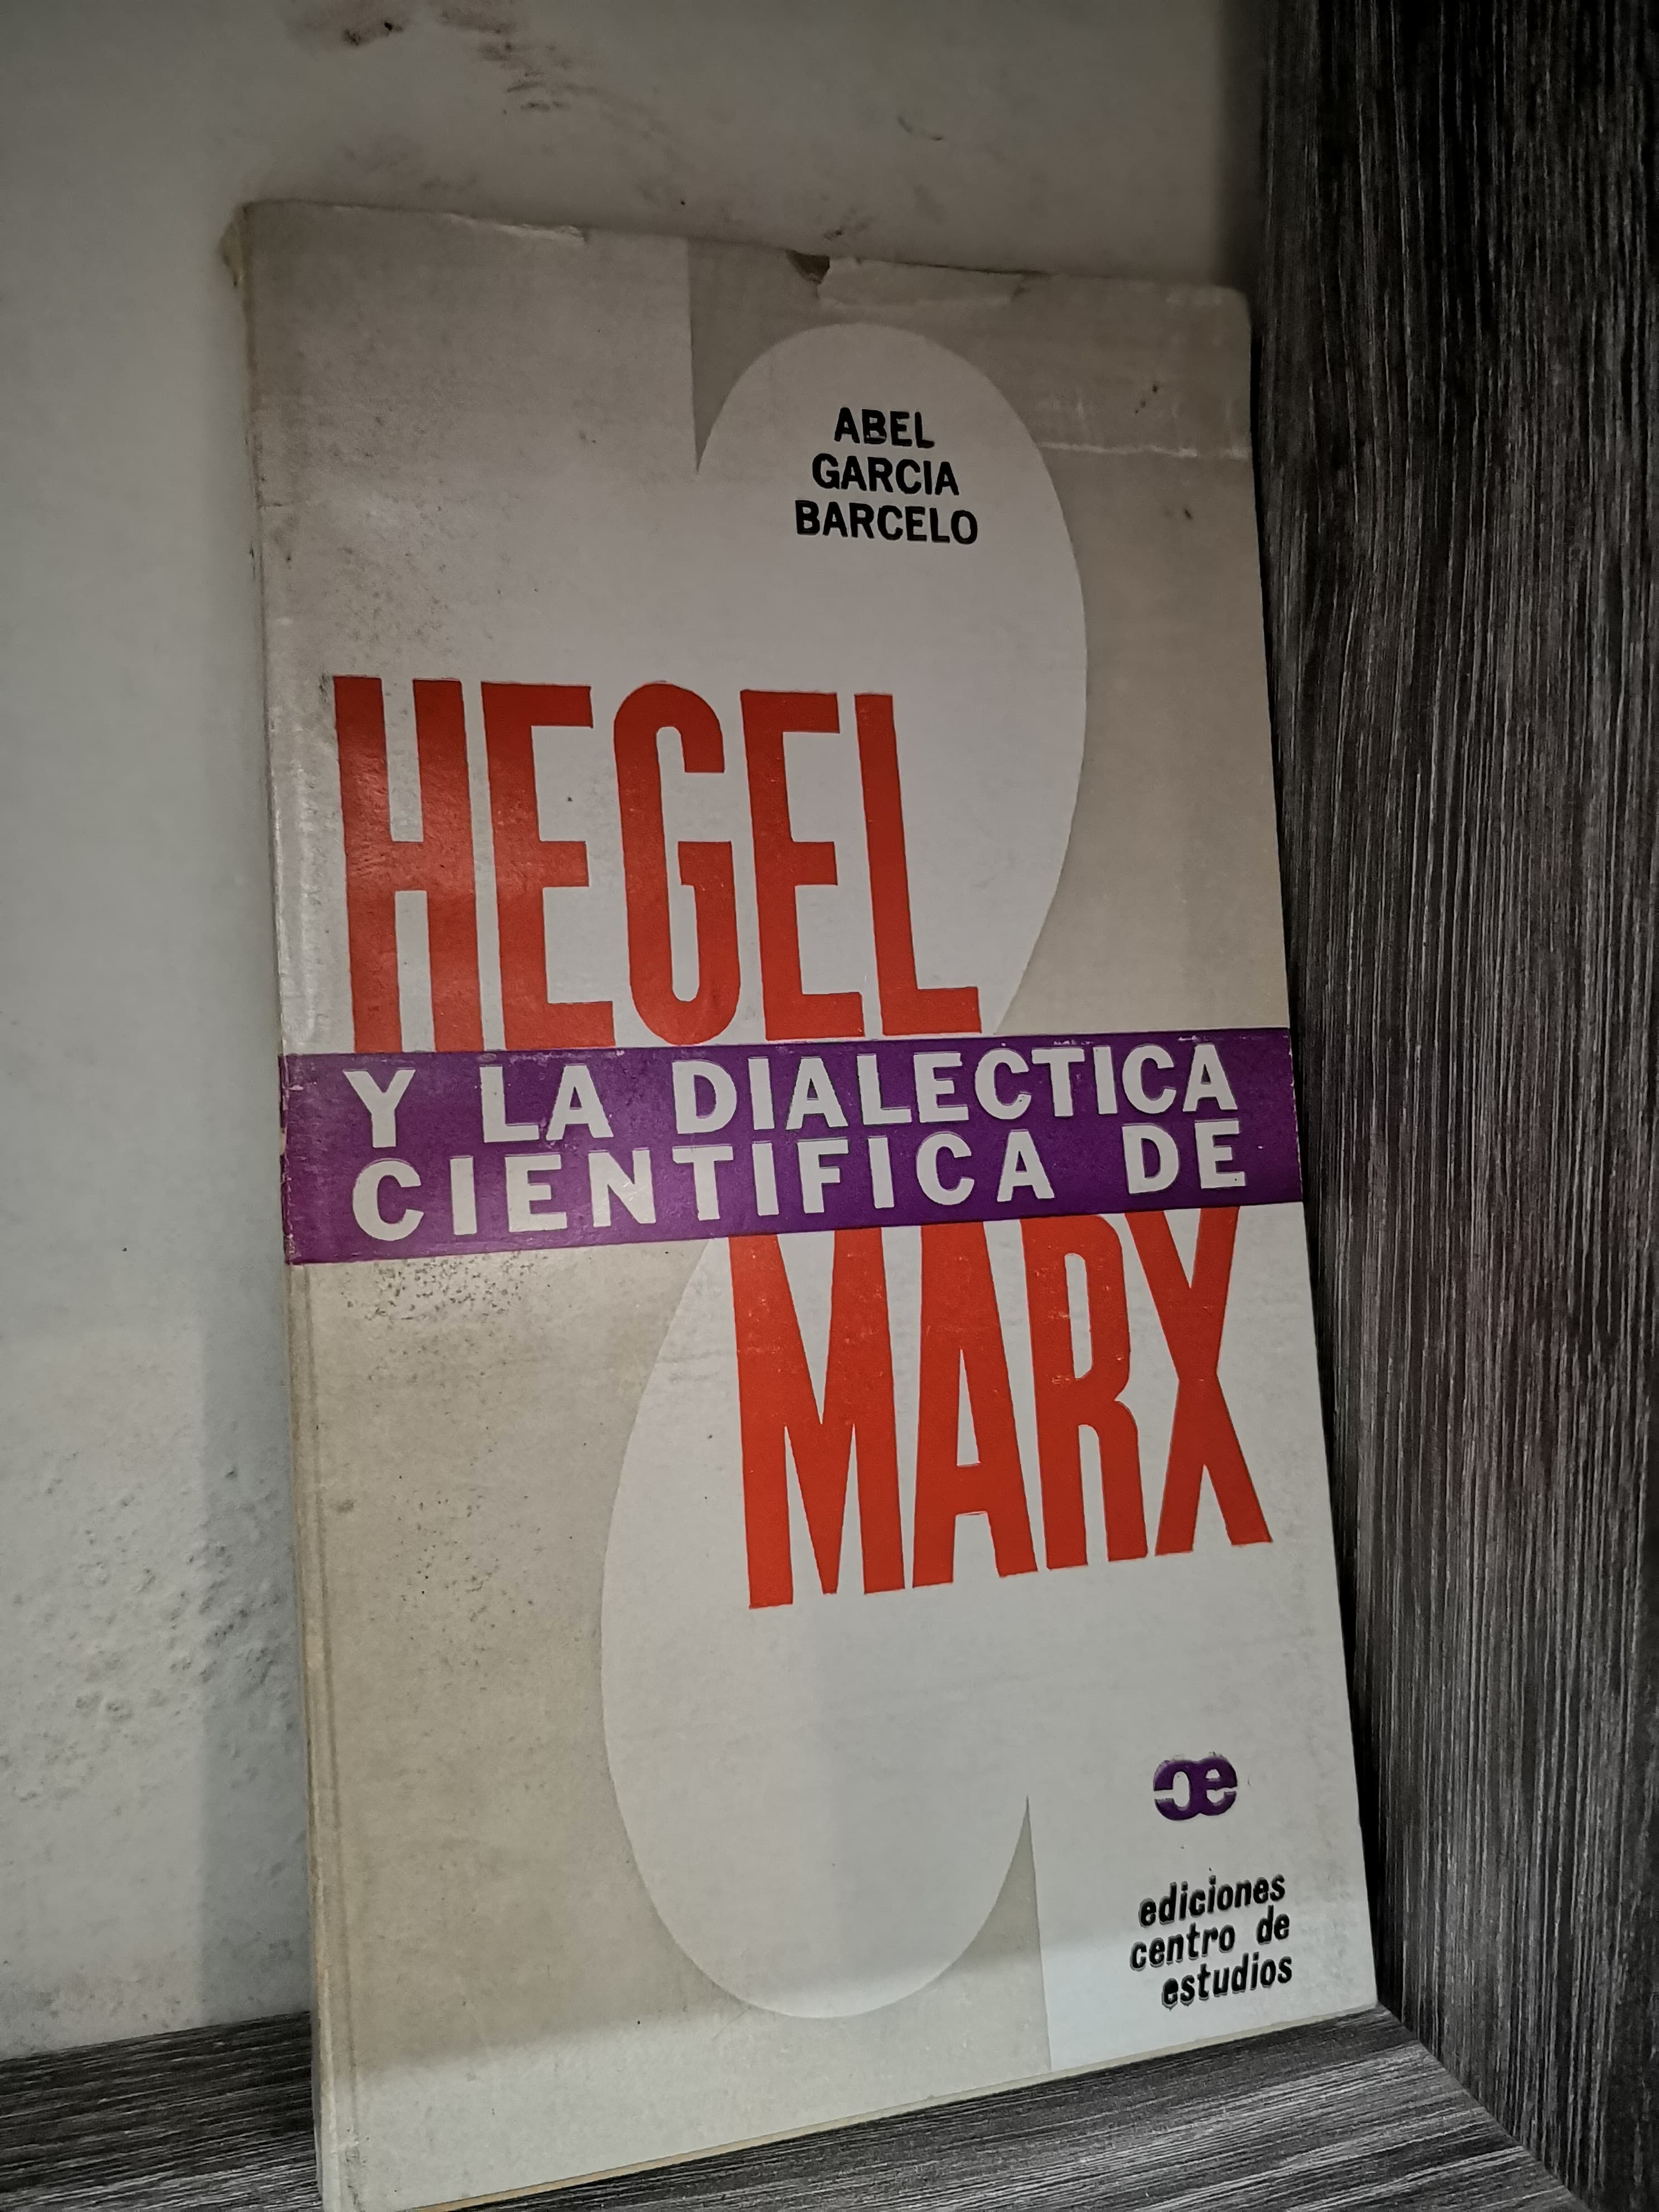 ABEL
GARCIA
BARCELO
HEGEL
Y LA DIALECTICA
CIENTIFICA DE
MARX
ce
ediciones
centro de
estudios